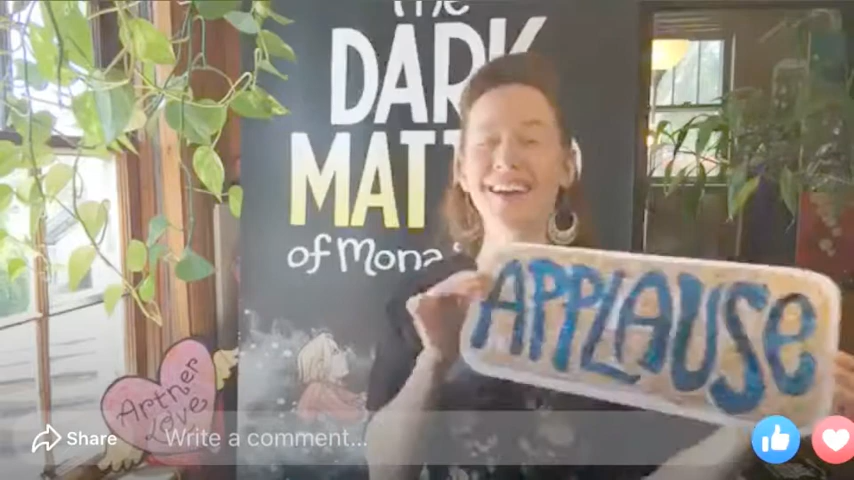 The
DARK
MATT
of Mona
APPLAUSe
Arther
Love
Share
Write a comment...